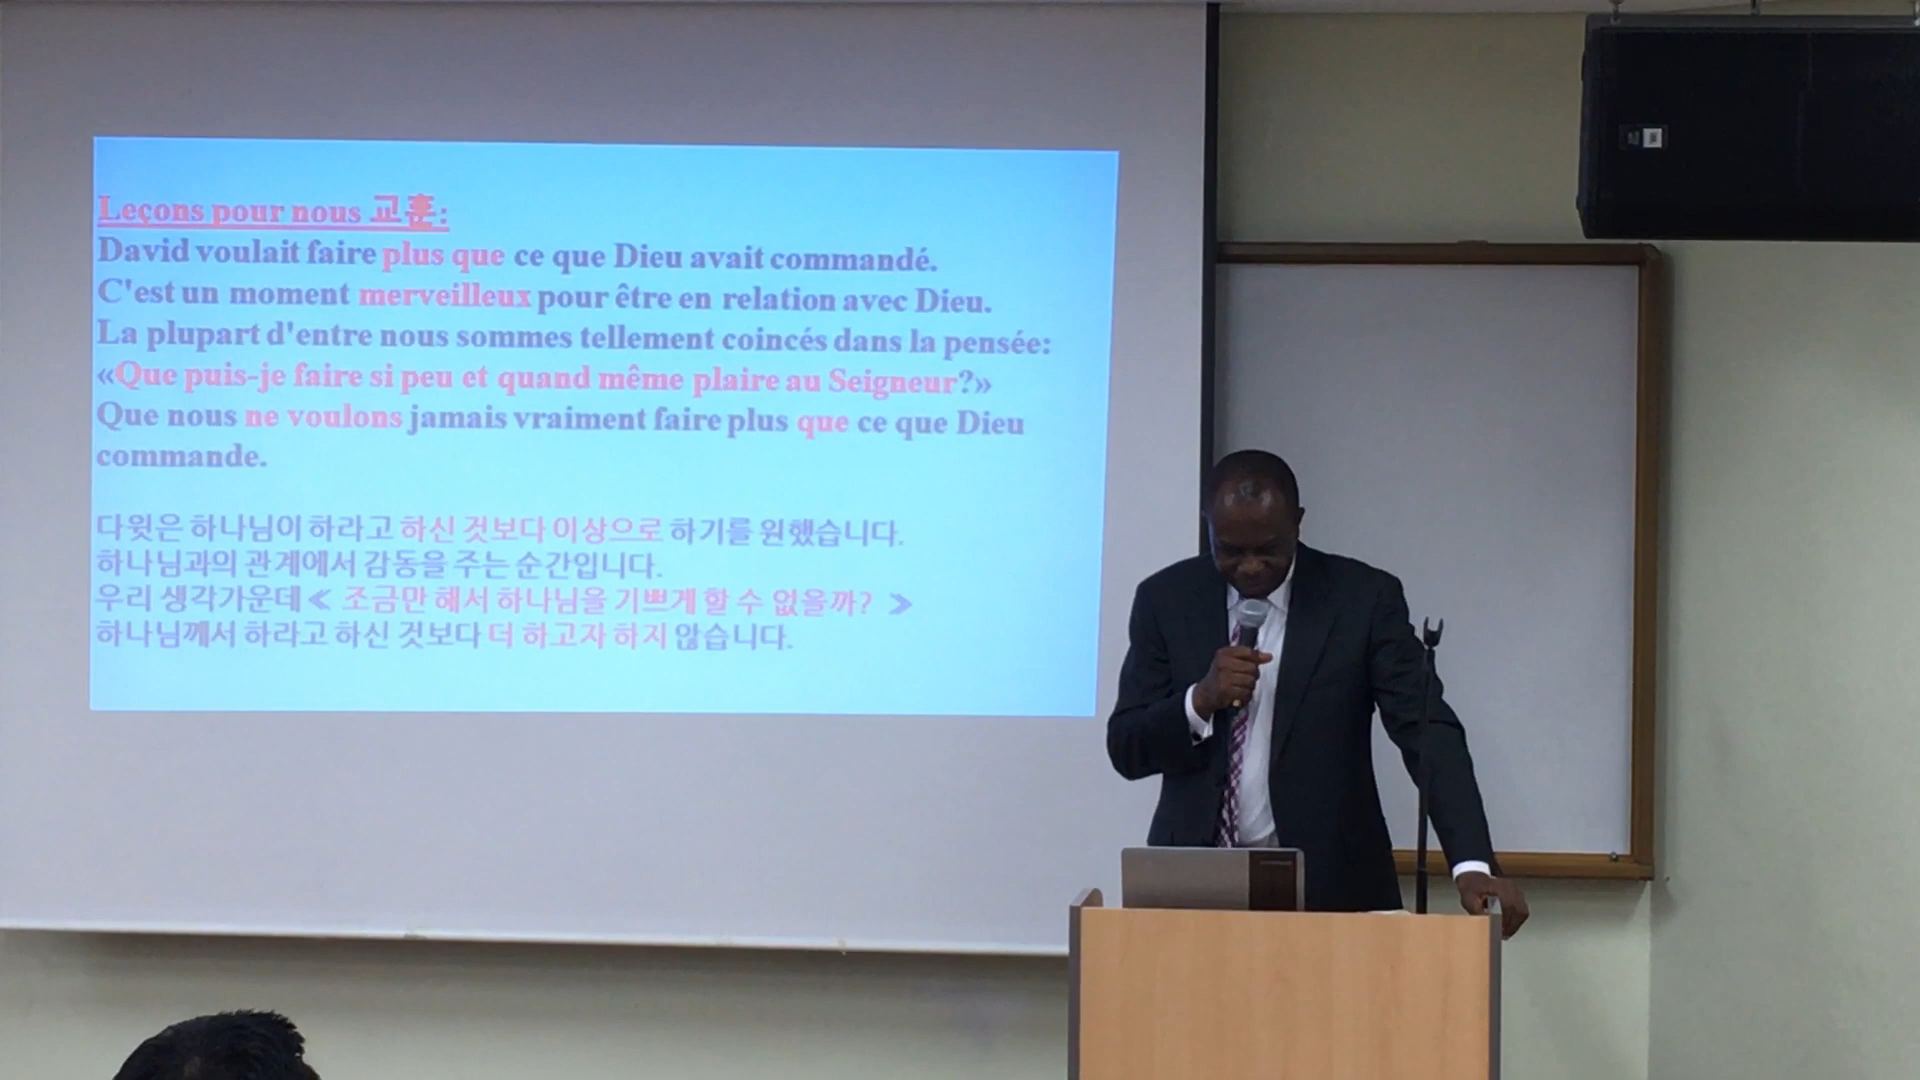 Leçons pour nous 교훈:
David voulait faire plus que ce que Dieu avait commandé.
C'est un moment merveilleux pour être en relation avec Dieu.
La plupart d'entre nous sommes tellement coincés dans la pensée:
«Que puis-je faire si peu et quand même plaire au Seigneur?»
Que nous ne voulons jamais vraiment faire plus que ce que Dieu
commande.
다윗은 하나님이 하라고 하신 것보다 이상으로 하기를 원했습니다.
하나님과의 관계에서 감동을 주는 순간입니다.
우리 생각가운데≪ 조금만 해서 하나님을 기쁘게 할 수 없을까? ≫
하나님께서 하라고 하신 것보다 더 하고자 하지 않습니다.